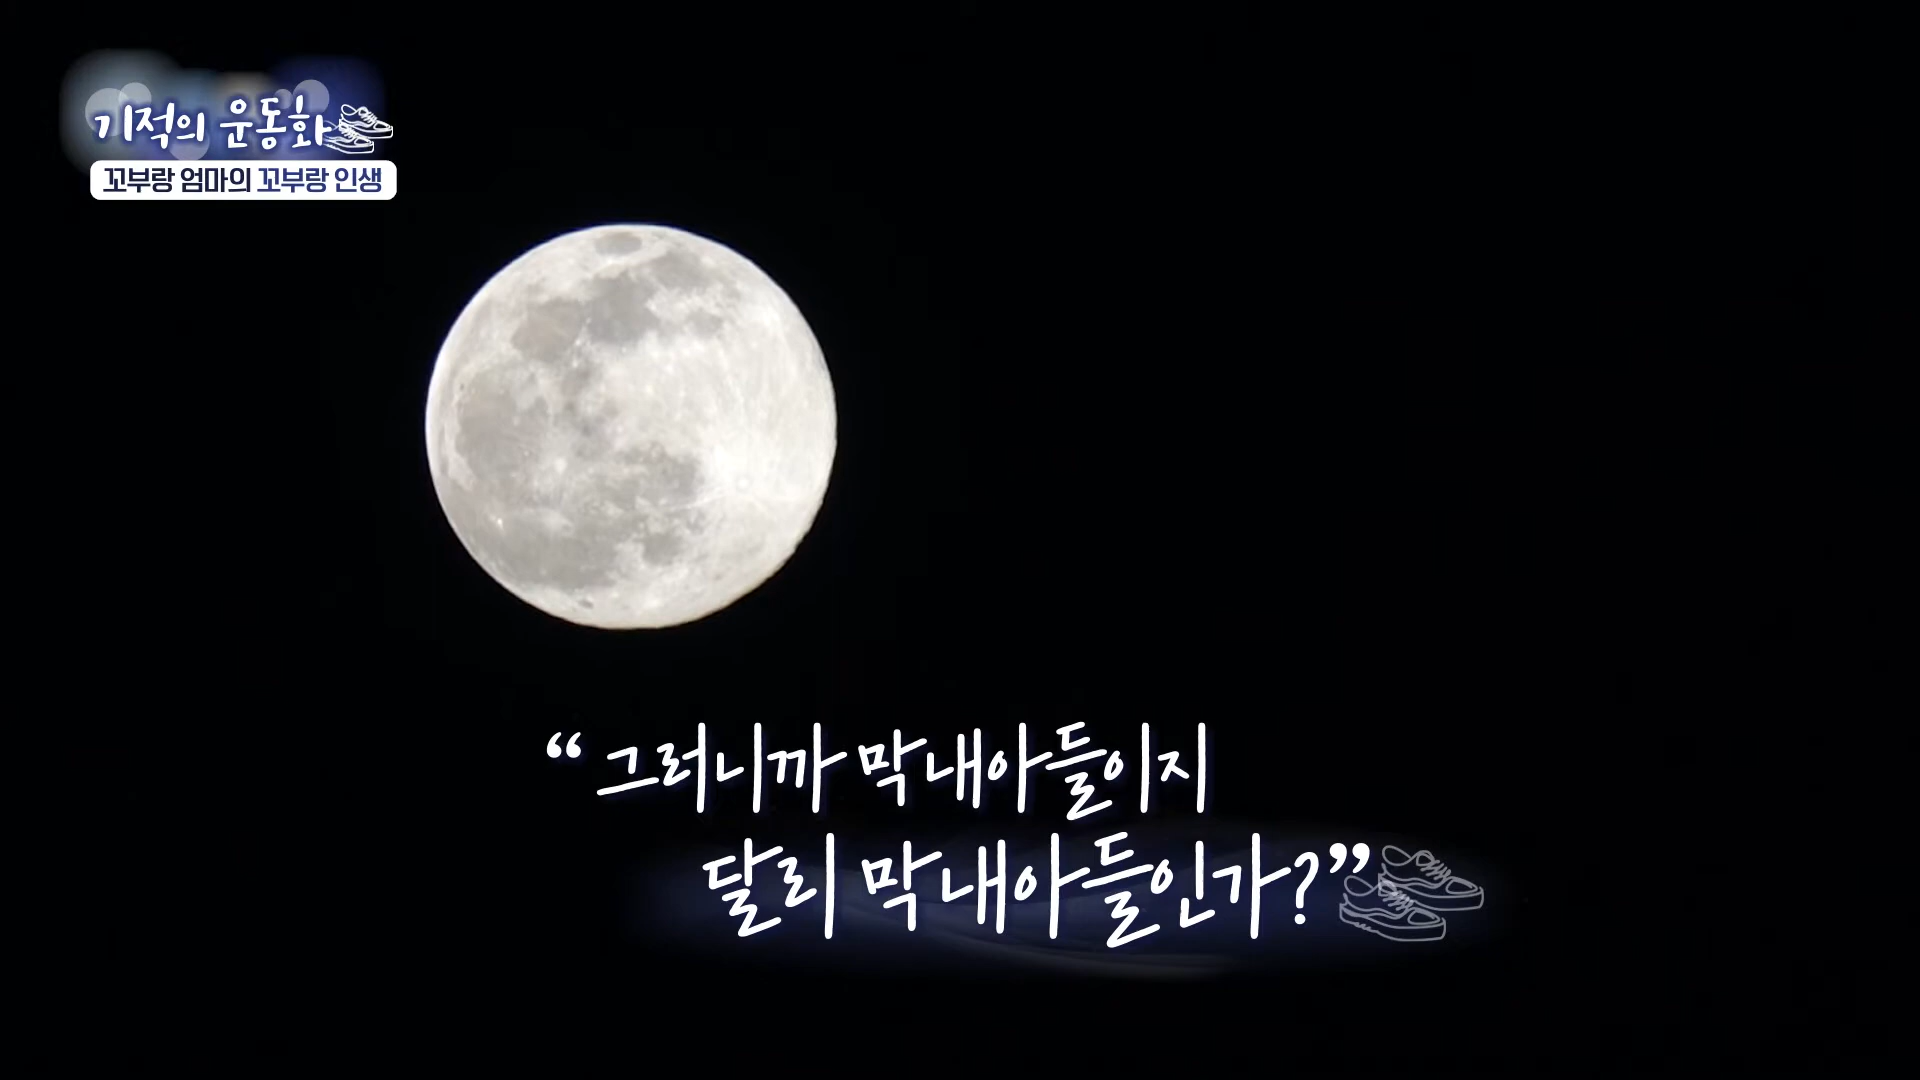 기적의 운동화
꼬부랑 엄마의 꼬부랑 인생
“ 그러니까 막내아들이지
달리 막내아들인가?”